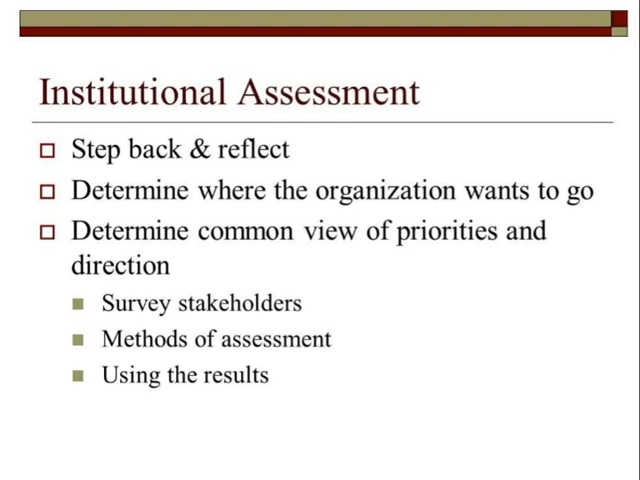 Institutional Assessment
Step back & reflect
Determine where the organization wants to go
Determine common view of priorities and
direction
Survey stakeholders
Methods of assessment
Using the results